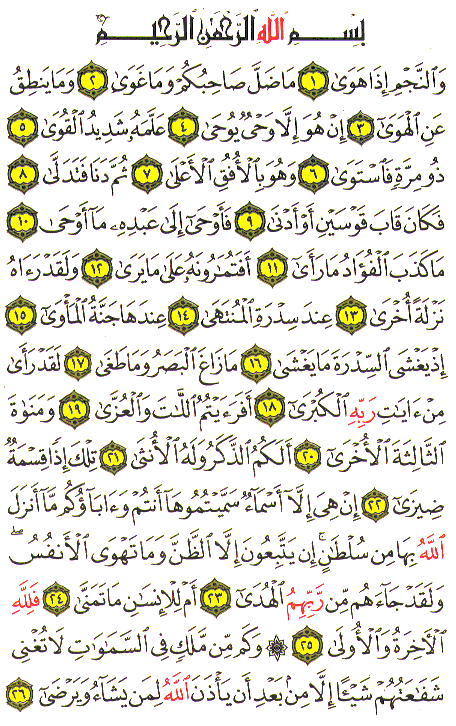 بِسْمِ ٱللَّهِ ٱلرَّحْمَٰنِ ٱلرَّحِيمِ
وَٱلنَّجْمِ إِذَا هَوَىٰ ١ مَا ضَلَّ صَاحِبُكُمْ وَمَا غَوَىٰ ٢ وَمَا يَنطِقُ
عَنِ ٱلْهَوَىٰٓ ٣ إِنْ هُوَ إِلَّا وَحْىٌ يُوحَىٰ ٤ عَلَّمَهُۥ شَدِيدُ ٱلْقُوَىٰ ٥
ذُو مِرَّةٍ فَٱسْتَوَىٰ ٦ وَهُوَ بِٱلْأُفُقِ ٱلْأَعْلَىٰ ٧ ثُمَّ دَنَا فَتَدَلَّىٰ ٨
فَكَانَ قَابَ قَوْسَيْنِ أَوْ أَدْنَىٰ ٩ فَأَوْحَىٰٓ إِلَىٰ عَبْدِهِۦ مَآ أَوْحَىٰ ١٠
مَا كَذَبَ ٱلْفُؤَادُ مَا رَأَىٰٓ ١١ أَفَتُمَٰرُونَهُۥ عَلَىٰ مَا يَرَىٰ ١٢ وَلَقَدْ رَءَاهُ
نَزْلَةً أُخْرَىٰ ١٣ عِندَ سِدْرَةِ ٱلْمُنتَهَىٰ ١٤ عِندَهَا جَنَّةُ ٱلْمَأْوَىٰٓ ١٥
إِذْ يَغْشَى ٱلسِّدْرَةَ مَا يَغْشَىٰ ١٦ مَا زَاغَ ٱلْبَصَرُ وَمَا طَغَىٰ ١٧ لَقَدْ رَأَىٰ
مِنْ ءَايَٰتِ رَبِّهِ ٱلْكُبْرَىٰٓ ١٨ أَفَرَءَيْتُمُ ٱللَّٰتَ وَٱلْعُزَّىٰ ١٩ وَمَنَوٰةَ
ٱلثَّالِثَةَ ٱلْأُخْرَىٰٓ ٢٠ أَلَكُمُ ٱلذَّكَرُ وَلَهُ ٱلْأُنثَىٰ ٢١ تِلْكَ إِذًا قِسْمَةٌ
ضِيزَىٰٓ ٢٢ إِنْ هِىَ إِلَّآ أَسْمَآءٌ سَمَّيْتُمُوهَآ أَنتُمْ وَءَابَآؤُكُم مَّآ أَنزَلَ
ٱللَّهُ بِهَا مِن سُلْطَٰنٍ ۚ إِن يَتَّبِعُونَ إِلَّا ٱلظَّنَّ وَمَا تَهْوَى ٱلْأَنفُسُ ۖ
وَلَقَدْ جَآءَهُم مِّن رَّبِّهِمُ ٱلْهُدَىٰٓ ٢٣ أَمْ لِلْإِنسَٰنِ مَا تَمَنَّىٰ ٢٤ فَلِلَّهِ
ٱلْأَخِرَةُ وَٱلْأُولَىٰ ٢٥ ۞ وَكَم مِّن مَّلَكٍ فِى ٱلسَّمَٰوَٰتِ لَا تُغْنِى
شَفَٰعَتُهُمْ شَيْـًٔا إِلَّا مِنۢ بَعْدِ أَن يَأْذَنَ ٱللَّهُ لِمَن يَشَآءُ وَيَرْضَىٰٓ ٢٦